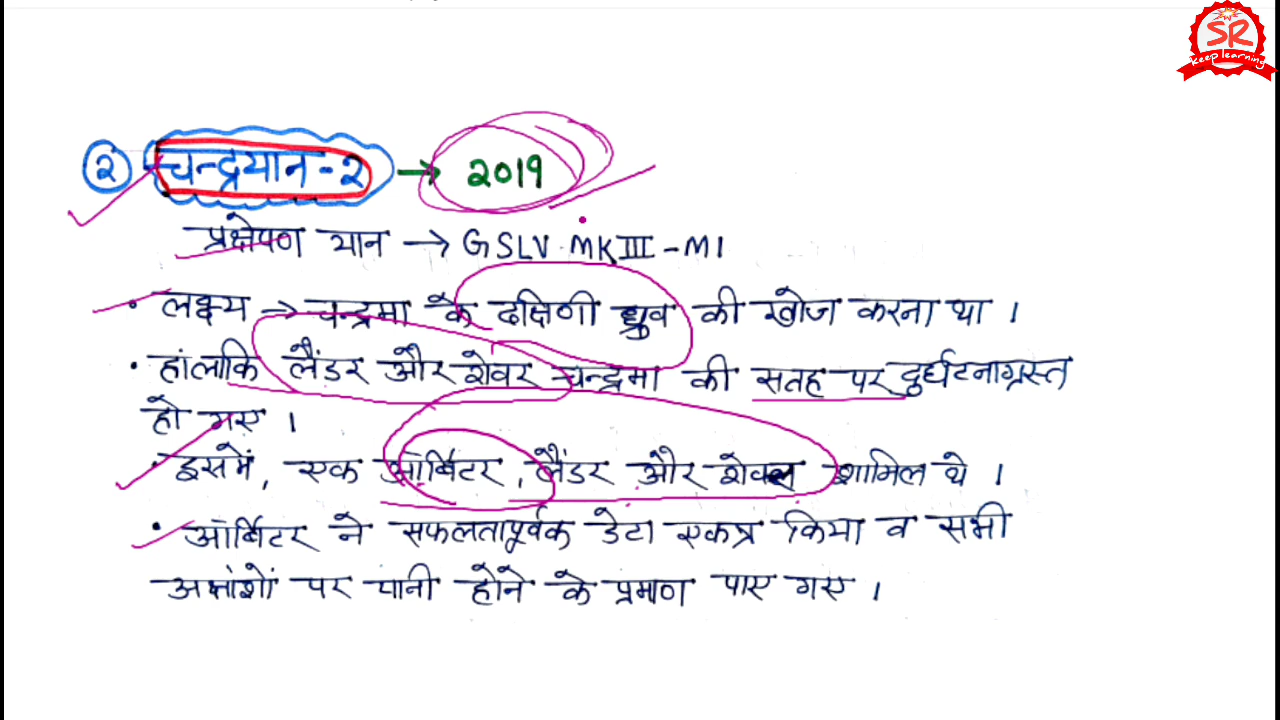 SR
keep learning
२ चन्द्रयान-२ → 2019
प्रक्षेपण यान → GSLV MK III - M1
• लक्ष्य → चन्द्रमा के दक्षिणी ध्रुव की खोज करना था ।
• हांलाकि लैंडर और रोवर चन्द्रमा की सतह पर दुर्घटनाग्रस्त
हो गए ।
• इसमें, एक ऑर्बिटर, लैंडर और रोवर शामिल थे ।
• ऑर्बिटर ने सफलतापूर्वक डेटा एकत्र किया व सभी
अक्षांशों पर पानी होने के प्रमाण पाए गए ।